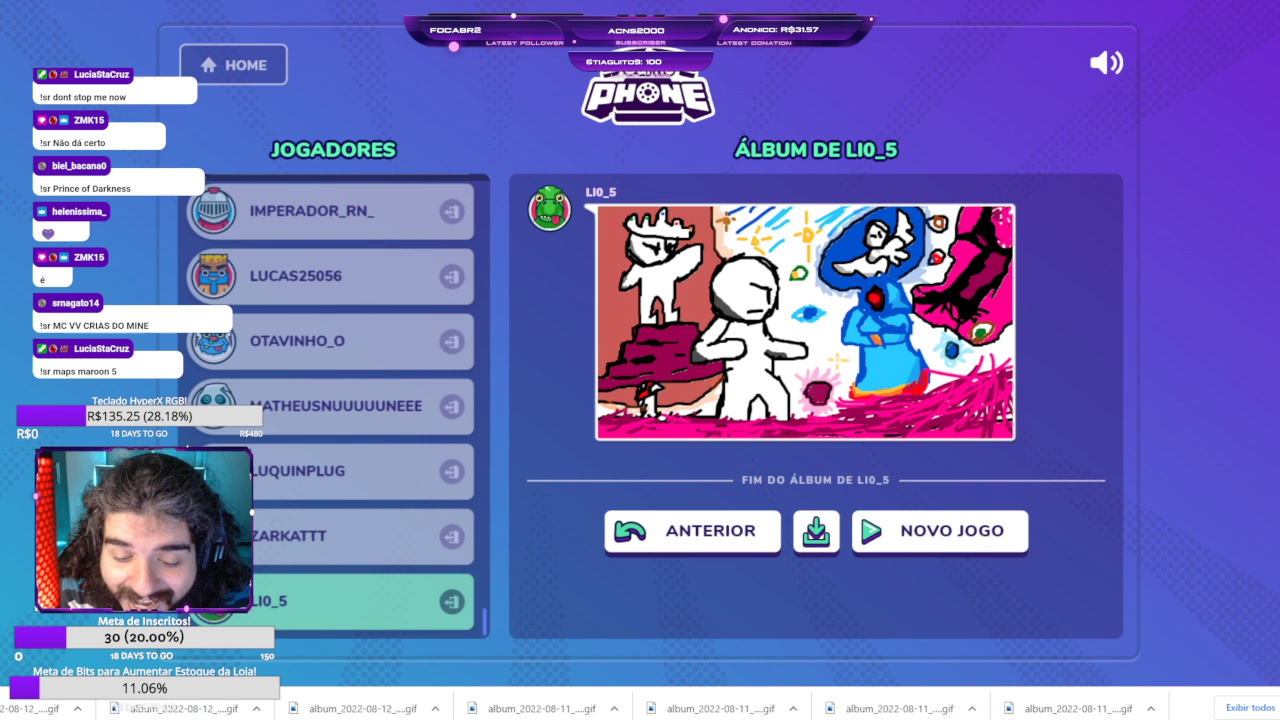 FOCABR2
LATEST FOLLOWER
ACNS2000
SUBSCRIBER
ANONICO: R$31.57
LATEST DONATION
6TIAGUITO9: 100
HOME
PHONE
LuciaStaCruz
!sr dont stop me now
ZMK15
!sr Não dá certo
biel_bacana0
!sr Prince of Darkness
helenissima_
ZMK15
é
srnagato14
!sr MC VV CRIAS DO MINE
LuciaStaCruz
!sr maps maroon 5
JOGADORES
IMPERADOR_RN_
LUCAS25056
OTAVINHO_O
MATHEUSNUUUUUNEEE
LUQUINPLUG
ZARKATTT
LI0_5
ÁLBUM DE LI0_5
LI0_5
FIM DO ÁLBUM DE LI0_5
ANTERIOR
NOVO JOGO
Teclado HyperX RGB!
R$135.25 (28.18%)
R$0
18 DAYS TO GO
R$480
Meta de Inscritos!
30 (20.00%)
0
18 DAYS TO GO
150
Meta de Bits para Aumentar Estoque da Loja!
11.06%
2-08-12_....gif
album_2022-08-12_....gif
album_2022-08-12_....gif
album_2022-08-11_....gif
album_2022-08-11_....gif
album_2022-08-11_....gif
album_2022-08-11_....gif
Exibir todos